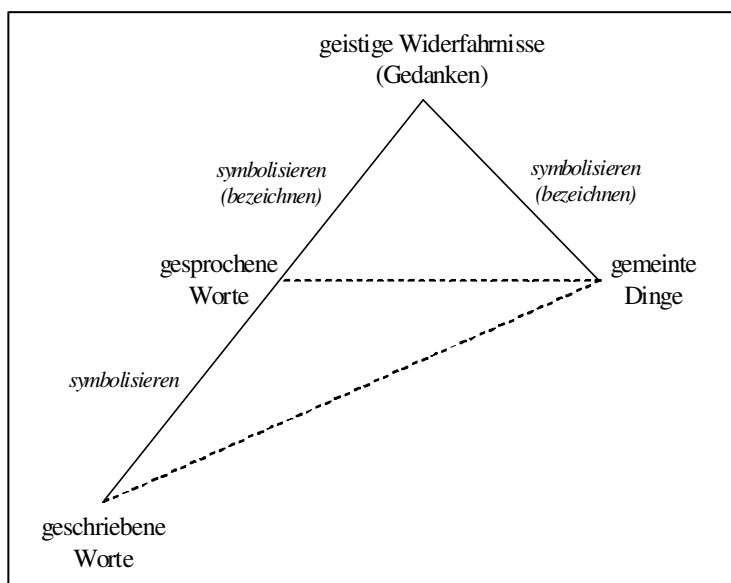 geistige Widerfahrnisse
(Gedanken)
symbolisieren
(bezeichnen)
symbolisieren
(bezeichnen)
gesprochene
Worte
gemeinte
Dinge
symbolisieren
geschriebene
Worte